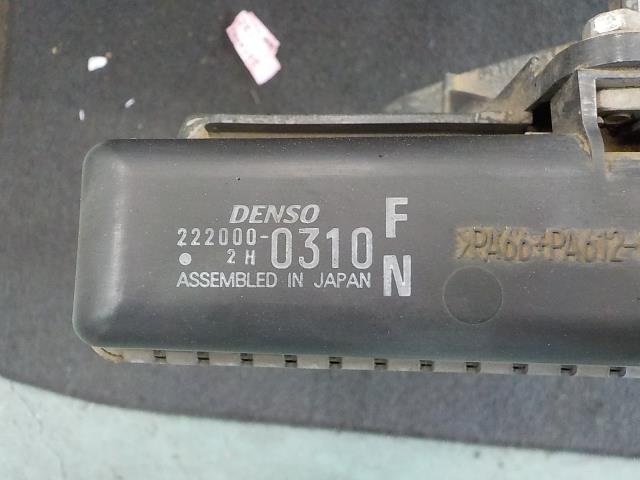 DENSO
222000-0310 F
2H
ASSEMBLED IN JAPAN N
>PA66+PA612-